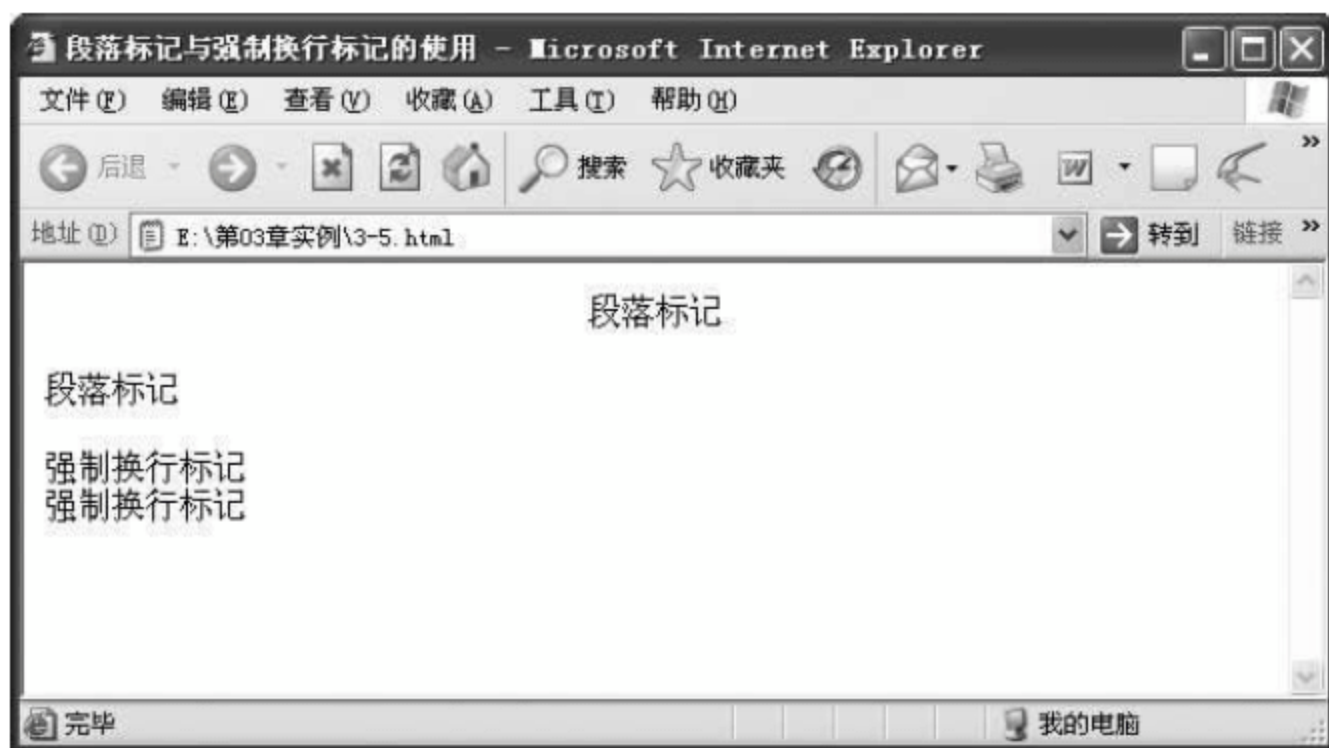 段落标记与强制换行标记的使用 - Microsoft Internet Explorer
文件(F) 编辑(E) 查看(V) 收藏(A) 工具(T) 帮助(H)
后退 搜索 收藏夹 »
地址(D) E:\第03章实例\3-5.html 转到 链接 »
段落标记
段落标记
强制换行标记
强制换行标记
完毕 我的电脑